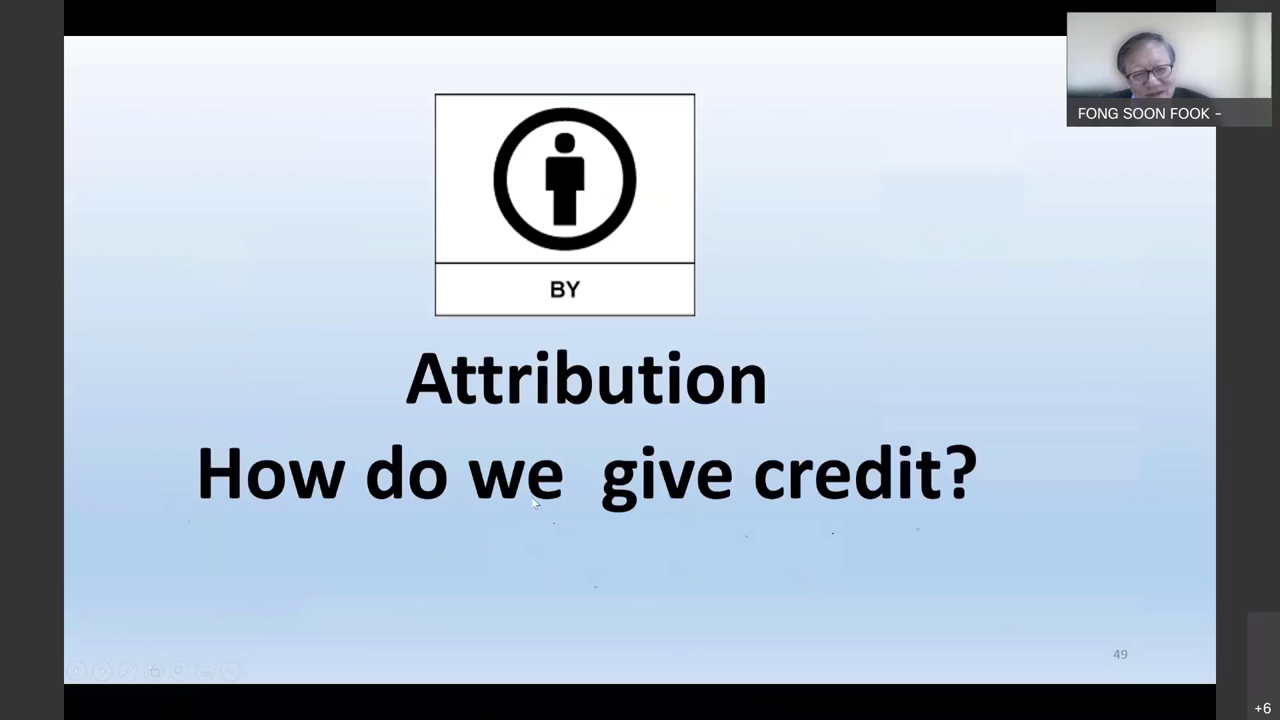 FONG SOON FOOK -
BY
Attribution
How do we give credit?
49
+6